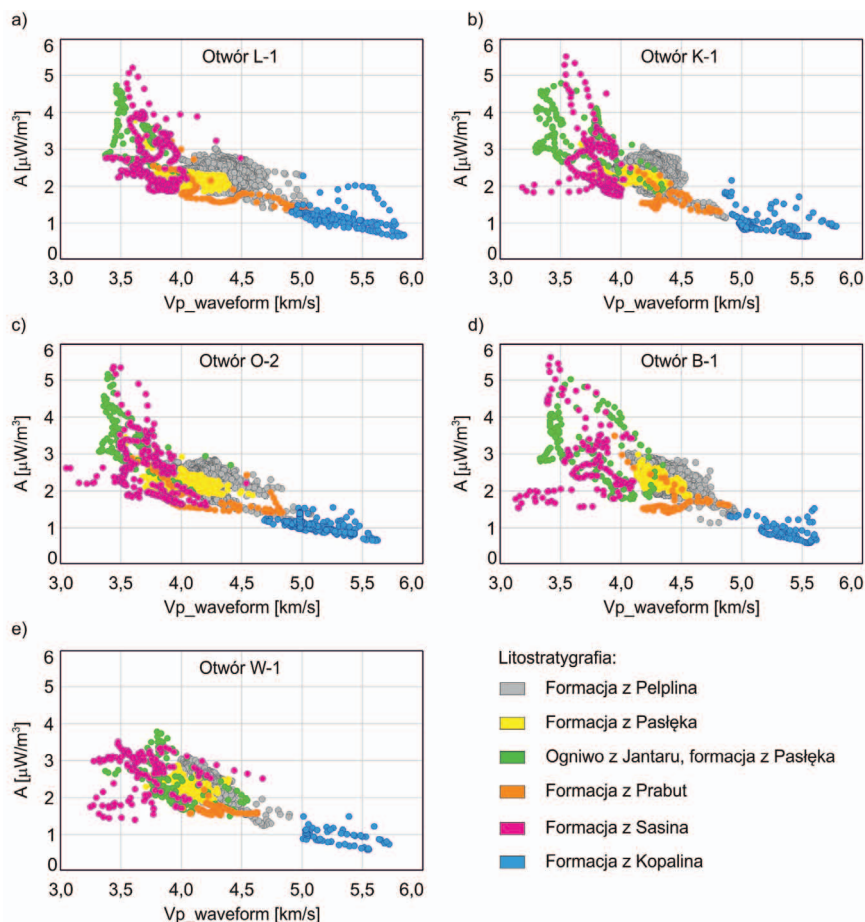 a)
Otwór L-1
6
5
4
3
2
1
0
A [µW/m³]
3,0 3,5 4,0 4,5 5,0 5,5 6,0
Vp_waveform [km/s]
b)
Otwór K-1
6
5
4
3
2
1
0
A [µW/m³]
3,0 3,5 4,0 4,5 5,0 5,5 6,0
Vp_waveform [km/s]
c)
Otwór O-2
6
5
4
3
2
1
0
A [µW/m³]
3,0 3,5 4,0 4,5 5,0 5,5 6,0
Vp_waveform [km/s]
d)
Otwór B-1
6
5
4
3
2
1
0
A [µW/m³]
3,0 3,5 4,0 4,5 5,0 5,5 6,0
Vp_waveform [km/s]
e)
Otwór W-1
6
5
4
3
2
1
0
A [µW/m³]
3,0 3,5 4,0 4,5 5,0 5,5 6,0
Vp_waveform [km/s]
Litostratygrafia:
Formacja z Pelplina
Formacja z Pasłęka
Ogniwo z Jantaru, formacja z Pasłęka
Formacja z Prabut
Formacja z Sasina
Formacja z Kopalina